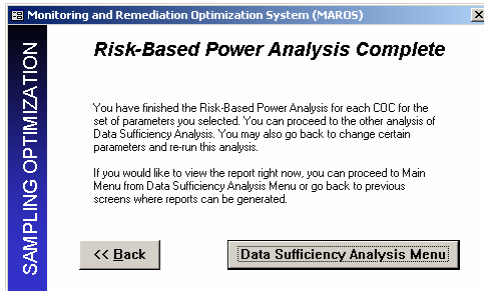 Monitoring and Remediation Optimization System (MAROS)
SAMPLING OPTIMIZATION
Risk-Based Power Analysis Complete
You have finished the Risk-Based Power Analysis for each COC for the
set of parameters you selected. You can proceed to the other analysis of
Data Sufficiency Analysis. You may also go back to change certain
parameters and re-run this analysis.
If you would like to view the report right now, you can proceed to Main
Menu from Data Sufficiency Analysis Menu or go back to previous
screens where reports can be generated.
<< Back
Data Sufficiency Analysis Menu